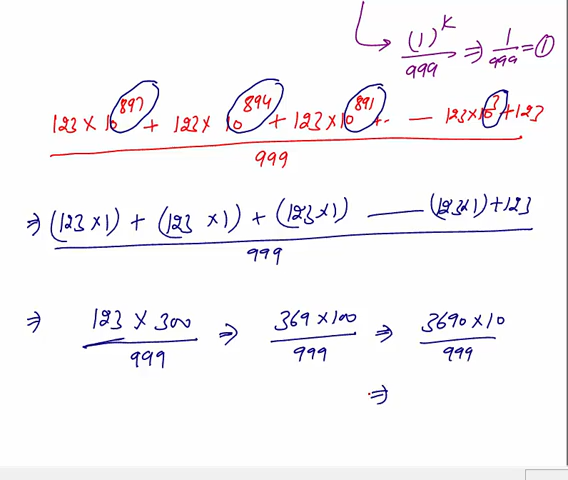 ↳ (1)^k/999 ⇒ 1/999 = ①
(123 × 10^897 + 123 × 10^894 + 123 × 10^891 + .. — 123 × 10^3 + 123)/999
⇒ ((123 × 1) + (123 × 1) + (123 × 1) —— (123 × 1) + 123)/999
⇒ (123 × 300)/999 ⇒ (369 × 100)/999 ⇒ (3690 × 10)/999
⇒